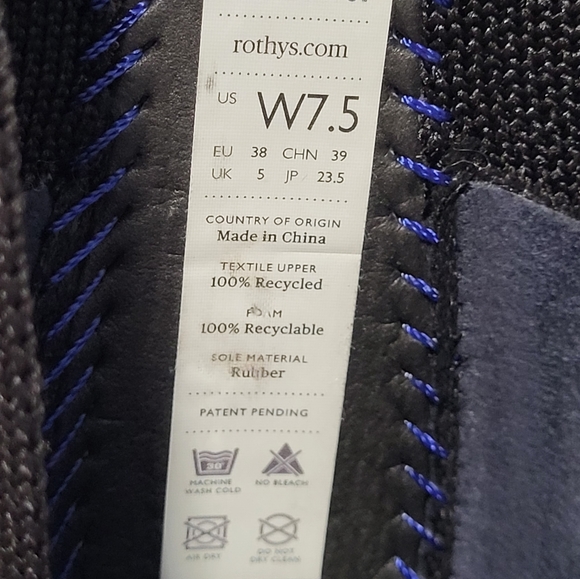 rothys.com
US W7.5
EU 38 CHN 39
UK 5 JP 23.5
COUNTRY OF ORIGIN
Made in China
TEXTILE UPPER
100% Recycled
FOAM
100% Recyclable
SOLE MATERIAL
Rubber
PATENT PENDING
30°
MACHINE WASH COLD
NO BLEACH
AIR DRY
DO NOT DRY CLEAN